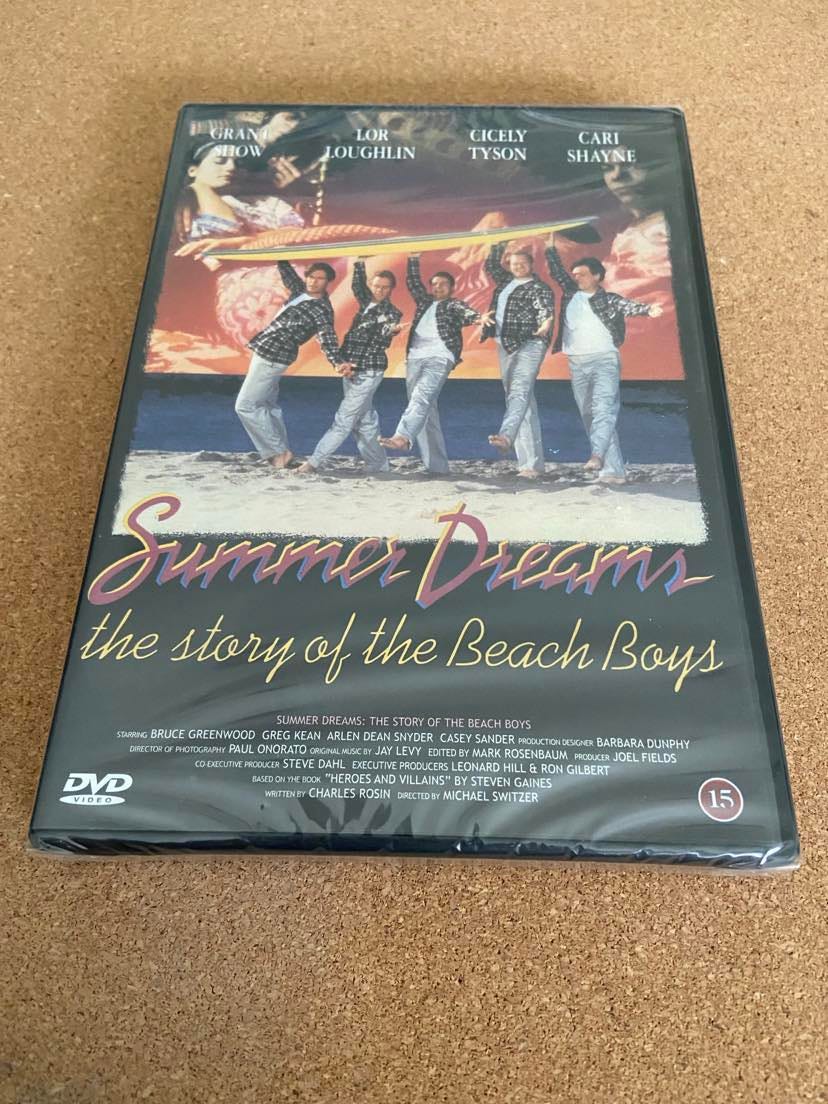 GRANT LOR CICELY CARI
SHOW LOUGHLIN TYSON SHAYNE
Summer Dreams
the story of the Beach Boys
SUMMER DREAMS: THE STORY OF THE BEACH BOYS
STARRING BRUCE GREENWOOD GREG KEAN ARLEN DEAN SNYDER CASEY SANDER PRODUCTION DESIGNER BARBARA DUNPHY
DIRECTOR OF PHOTOGRAPHY PAUL ONORATO ORIGINAL MUSIC BY JAY LEVY EDITED BY MARK ROSENBAUM PRODUCER JOEL FIELDS
CO-EXECUTIVE PRODUCER STEVE DAHL EXECUTIVE PRODUCERS LEONARD HILL & RON GILBERT
BASED ON YHE BOOK "HEROES AND VILLAINS" BY STEVEN GAINES
WRITTEN BY CHARLES ROSIN DIRECTED BY MICHAEL SWITZER
DVD
VIDEO
15